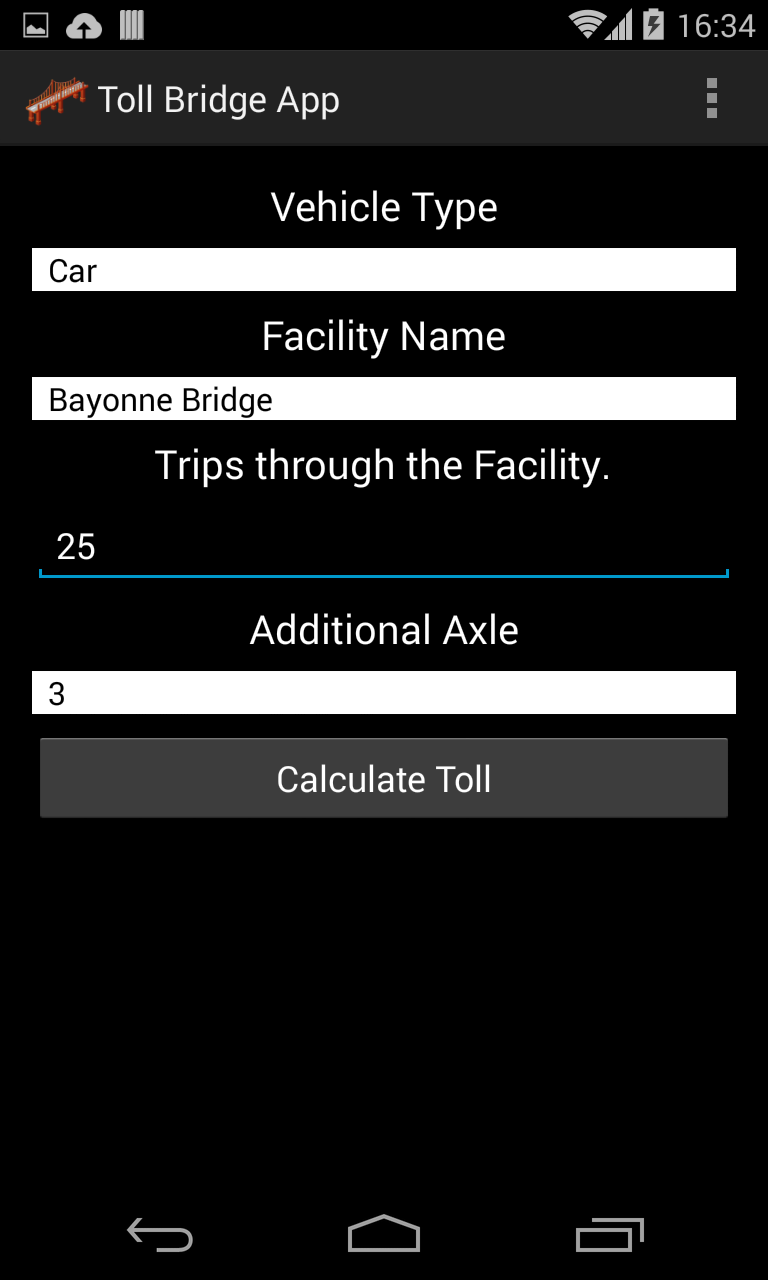 16:34
Toll Bridge App
Vehicle Type
Car
Facility Name
Bayonne Bridge
Trips through the Facility.
25
Additional Axle
3
Calculate Toll